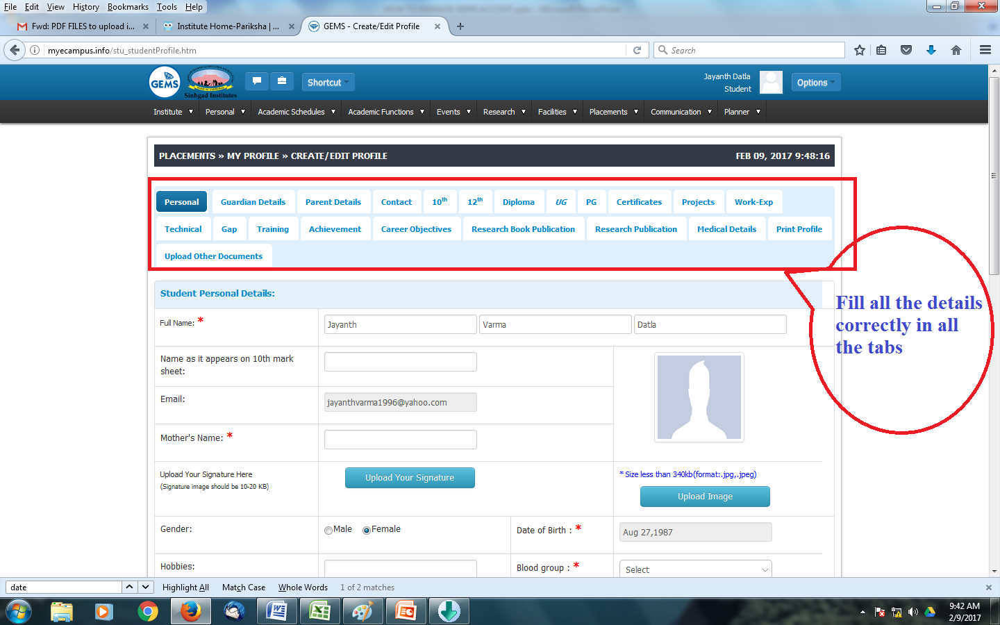 File Edit View History Bookmarks Tools Help
Fwd: PDF FILES to upload i... × Institute Home-Pariksha | ... × GEMS - Create/Edit Profile × +
myecampus.info/stu_studentProfile.htm Search
GEMS Sinhgad Institutes Shortcut Jayanth Datla
Student Options
Institute Personal Academic Schedules Academic Functions Events Research Facilities Placements Communication Planner
PLACEMENTS » MY PROFILE » CREATE/EDIT PROFILE FEB 09, 2017 9:48:16
Personal Guardian Details Parent Details Contact 10th 12th Diploma UG PG Certificates Projects Work-Exp
Technical Gap Training Achievement Career Objectives Research Book Publication Research Publication Medical Details Print Profile
Upload Other Documents
Fill all the details
correctly in all
the tabs
Student Personal Details:
Full Name: * Jayanth Varma Datla
Name as it appears on 10th mark
sheet:
Email: jayanthvarma1996@yahoo.com
Mother's Name: *
Upload Your Signature Here
(Signature image should be 10-20 KB)
Upload Your Signature
* Size less than 340kb(format:.jpg,.jpeg)
Upload Image
Gender: Male Female Date of Birth : * Aug 27,1987
Hobbies: Blood group : * Select
date Highlight All Match Case Whole Words 1 of 2 matches
9:42 AM
2/9/2017